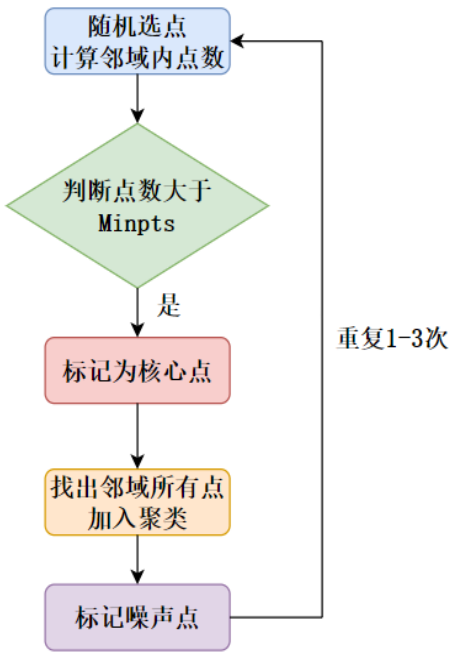 随机选点
计算邻域内点数
判断点数大于
Minpts
是
重复1-3次
标记为核心点
找出邻域所有点
加入聚类
标记噪声点